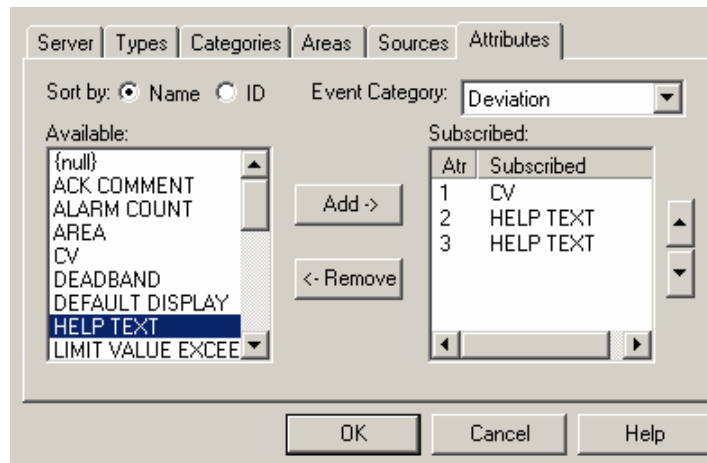 Server Types Categories Areas Sources Attributes
Sort by: Name ID Event Category: Deviation
Available: Subscribed:
{null}
ACK COMMENT
ALARM COUNT
AREA
CV
DEADBAND
DEFAULT DISPLAY
HELP TEXT
LIMIT VALUE EXCEE
Add ->
<- Remove
Atr Subscribed
1 CV
2 HELP TEXT
3 HELP TEXT
OK Cancel Help